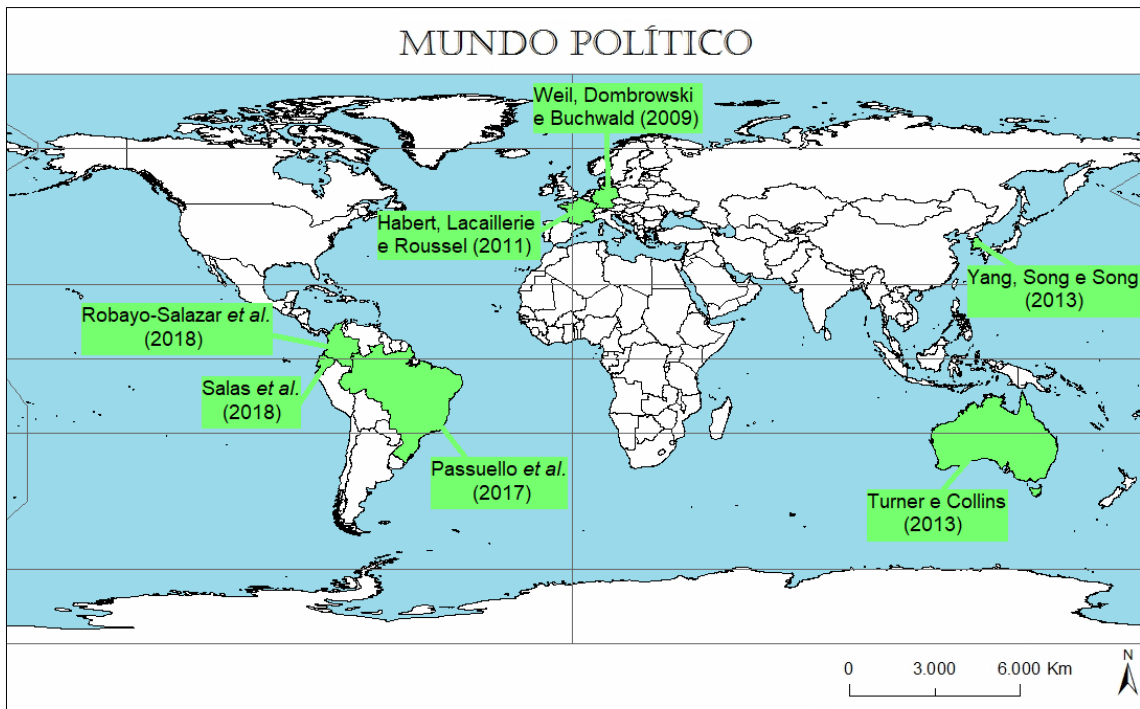 MUNDO POLÍTICO
Weil, Dombrowski
e Buchwald (2009)
Habert, Lacaillerie
e Roussel (2011)
Yang, Song e Song
(2013)
Robayo-Salazar et al.
(2018)
Salas et al.
(2018)
Passuello et al.
(2017)
Turner e Collins
(2013)
N
0 3.000 6.000 Km